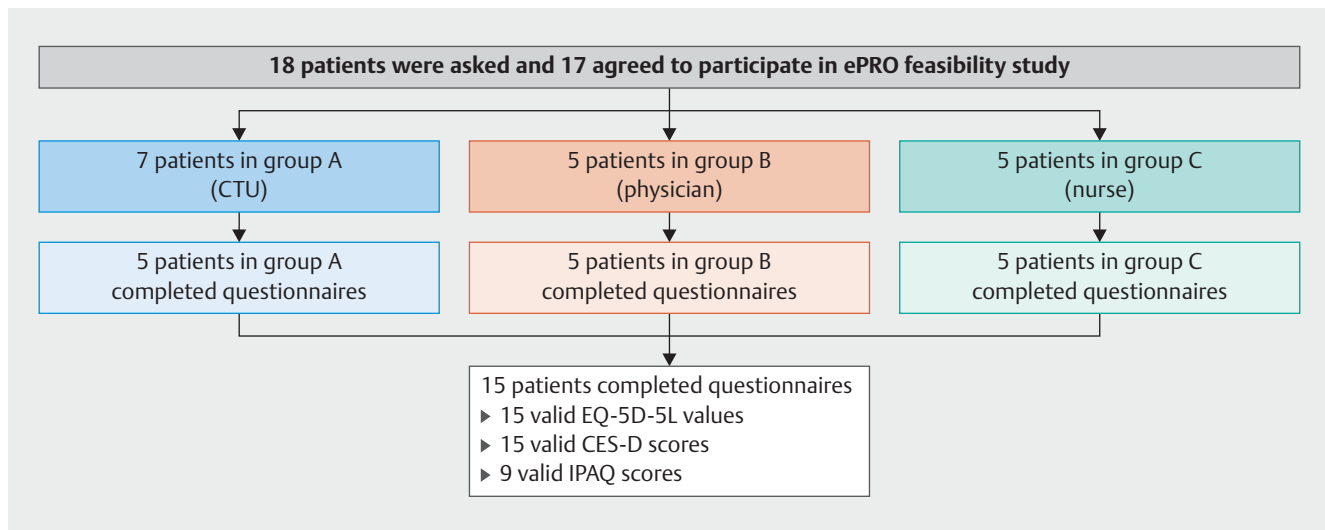 18 patients were asked and 17 agreed to participate in ePRO feasibility study
7 patients in group A
(CTU)
5 patients in group B
(physician)
5 patients in group C
(nurse)
5 patients in group A
completed questionnaires
5 patients in group B
completed questionnaires
5 patients in group C
completed questionnaires
15 patients completed questionnaires
▶ 15 valid EQ-5D-5L values
▶ 15 valid CES-D scores
▶ 9 valid IPAQ scores